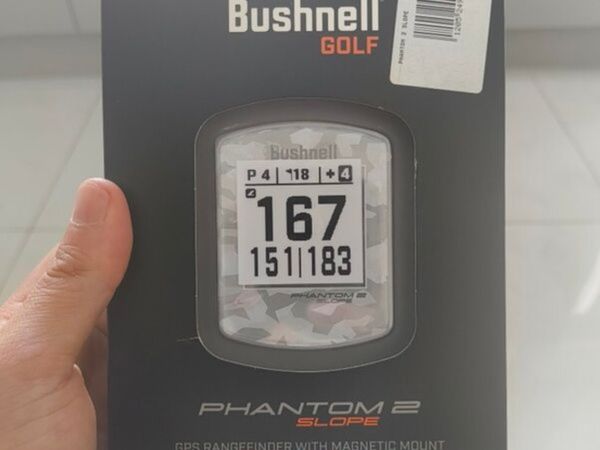 Bushnell
GOLF
PHANTOM 2 SLOPE
Bushnell
P 4 | 18 | + 4
167
151|183
PHANTOM 2
SLOPE
PHANTOM 2
SLOPE
GPS RANGEFINDER WITH MAGNETIC MOUNT